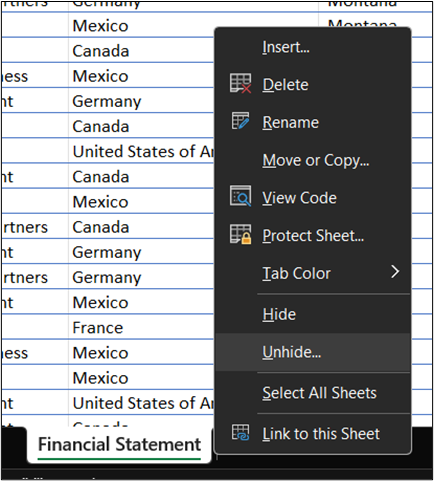 rtners Germany Montana
Mexico Montana
Canada
ness Mexico
nt Germany
Canada
United States of
nt Canada
Mexico
rtners Canada
nt Germany
rtners Germany
nt Mexico
France
ness Mexico
Mexico
nt United States of
nt Canada
Insert...
Delete
Rename
Move or Copy...
View Code
Protect Sheet...
Tab Color
Hide
Unhide...
Select All Sheets
Link to this Sheet
Financial Statement